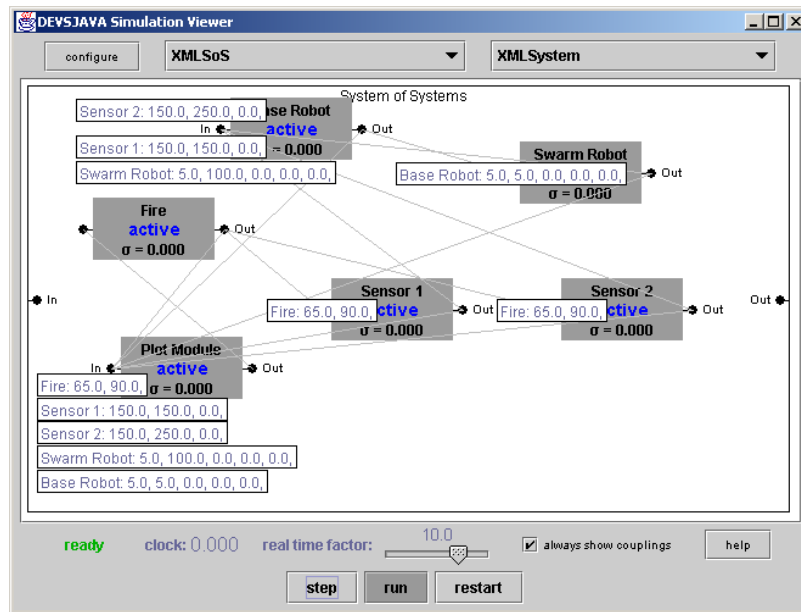 DEVSJAVA Simulation Viewer
configure XMLSoS XMLSystem
System of Systems
Sensor 2: 150.0, 250.0, 0.0,
se Robot
In active Out
Sensor 1: 150.0, 150.0, 0.0,
= 0.000
Swarm Robot
Swarm Robot: 5.0, 100.0, 0.0, 0.0, 0.0,
Base Robot: 5.0, 5.0, 0.0, 0.0, 0.0,
Out
σ = 0.000
Fire
active Out
σ = 0.000
In
Sensor 1
Fire: 65.0, 90.0,
ctive Out
σ = 0.000
Sensor 2
Fire: 65.0, 90.0,
ctive Out
σ = 0.000
Out
Plot Module
In active Out
σ = 0.000
Fire: 65.0, 90.0,
Sensor 1: 150.0, 150.0, 0.0,
Sensor 2: 150.0, 250.0, 0.0,
Swarm Robot: 5.0, 100.0, 0.0, 0.0, 0.0,
Base Robot: 5.0, 5.0, 0.0, 0.0, 0.0,
ready clock: 0.000 real time factor: 10.0 always show couplings help
step run restart